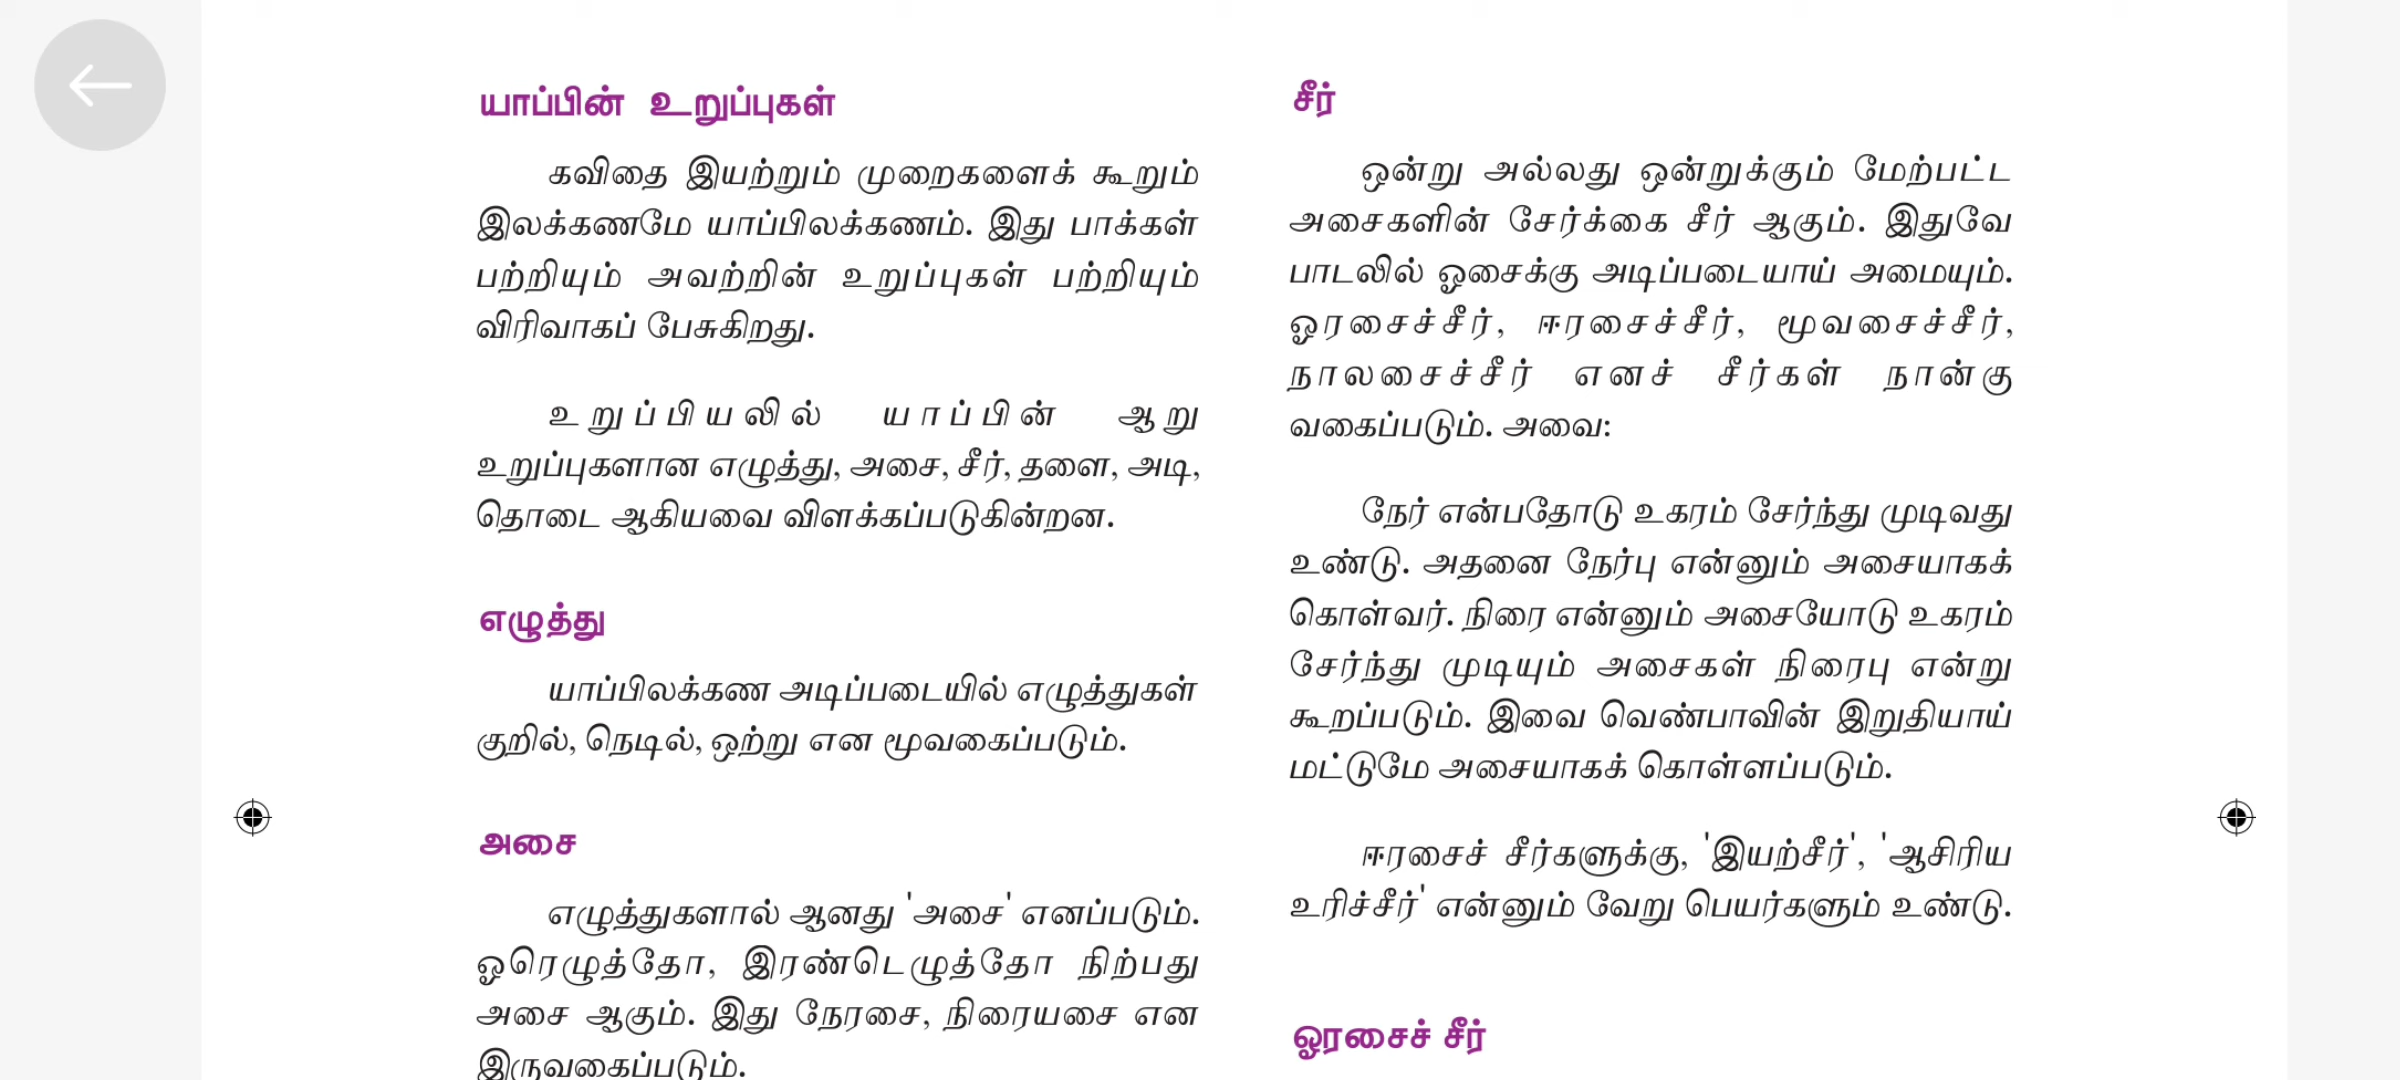 யாப்பின் உறுப்புகள்
கவிதை இயற்றும் முறைகளைக் கூறும்
இலக்கணமே யாப்பிலக்கணம். இது பாக்கள்
பற்றியும் அவற்றின் உறுப்புகள் பற்றியும்
விரிவாகப் பேசுகிறது.
உறுப்பியலில் யாப்பின் ஆறு
உறுப்புகளான எழுத்து, அசை, சீர், தளை, அடி,
தொடை ஆகியவை விளக்கப்படுகின்றன.
எழுத்து
யாப்பிலக்கண அடிப்படையில் எழுத்துகள்
குறில், நெடில், ஒற்று என மூவகைப்படும்.
அசை
எழுத்துகளால் ஆனது 'அசை' எனப்படும்.
ஓரெழுத்தோ, இரண்டெழுத்தோ நிற்பது
அசை ஆகும். இது நேரசை, நிரையசை என
இருவகைப்படும்.
சீர்
ஒன்று அல்லது ஒன்றுக்கும் மேற்பட்ட
அசைகளின் சேர்க்கை சீர் ஆகும். இதுவே
பாடலில் ஓசைக்கு அடிப்படையாய் அமையும்.
ஓரசைச்சீர், ஈரசைச்சீர், மூவசைச்சீர்,
நாலசைச்சீர் எனச் சீர்கள் நான்கு
வகைப்படும். அவை:
நேர் என்பதோடு உகரம் சேர்ந்து முடிவது
உண்டு. அதனை நேர்பு என்னும் அசையாகக்
கொள்வர். நிரை என்னும் அசையோடு உகரம்
சேர்ந்து முடியும் அசைகள் நிரைபு என்று
கூறப்படும். இவை வெண்பாவின் இறுதியாய்
மட்டுமே அசையாகக் கொள்ளப்படும்.
ஈரசைச் சீர்களுக்கு, 'இயற்சீர்', 'ஆசிரிய
உரிச்சீர்' என்னும் வேறு பெயர்களும் உண்டு.
ஓரசைச் சீர்